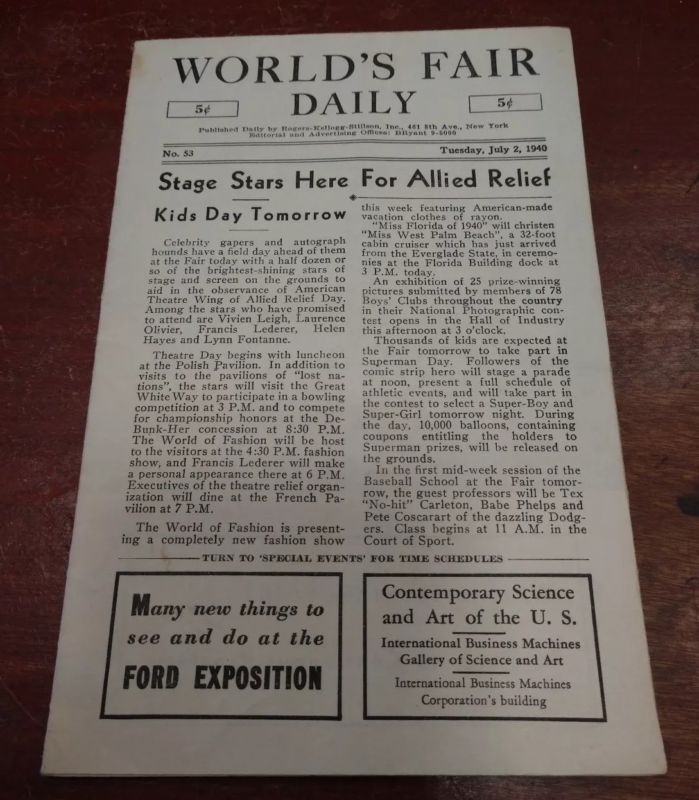 WORLD'S FAIR
DAILY
5¢
5¢
Published Daily by Rogers-Kellogg-Stillson, Inc., 461 8th Ave., New York
Editorial and Advertising Offices: BRyant 9-5000
No. 53
Tuesday, July 2, 1940
Stage Stars Here For Allied Relief
Kids Day Tomorrow
Celebrity gapers and autograph
hounds have a field day ahead of them
at the Fair today with a half dozen or
so of the brightest-shining stars of
stage and screen on the grounds to
aid in the observance of American
Theatre Wing of Allied Relief Day.
Among the stars who have promised
to attend are Vivien Leigh, Laurence
Olivier, Francis Lederer, Helen
Hayes and Lynn Fontanne.
Theatre Day begins with luncheon
at the Polish Pavilion. In addition to
visits to the pavilions of "lost na-
tions", the stars will visit the Great
White Way to participate in a bowling
competition at 3 P.M. and to compete
for championship honors at the De-
Bunk-Her concession at 8:30 P.M.
The World of Fashion will be host
to the visitors at the 4:30 P.M. fashion
show, and Francis Lederer will make
a personal appearance there at 6 P.M.
Executives of the theatre relief organ-
ization will dine at the French Pa-
vilion at 7 P.M.
The World of Fashion is present-
ing a completely new fashion show
this week featuring American-made
vacation clothes of rayon.
"Miss Florida of 1940" will christen
"Miss West Palm Beach", a 32-foot
cabin cruiser which has just arrived
from the Everglade State, in ceremo-
nies at the Florida Building dock at
3 P.M. today.
An exhibition of 25 prize-winning
pictures submitted by members of 78
Boys' Clubs throughout the country
in their National Photographic con-
test opens in the Hall of Industry
this afternoon at 3 o'clock.
Thousands of kids are expected at
the Fair tomorrow to take part in
Superman Day. Followers of the
comic strip hero will stage a parade
at noon, present a full schedule of
athletic events, and will take part in
the contest to select a Super-Boy and
Super-Girl tomorrow night. During
the day, 10,000 balloons, containing
coupons entitling the holders to
Superman prizes, will be released on
the grounds.
In the first mid-week session of the
Baseball School at the Fair tomor-
row, the guest professors will be Tex
"No-hit" Carleton, Babe Phelps and
Pete Coscarart of the dazzling Dodg-
ers. Class begins at 11 A.M. in the
Court of Sport.
TURN TO 'SPECIAL EVENTS' FOR TIME SCHEDULES
Many new things to
see and do at the
FORD EXPOSITION
Contemporary Science
and Art of the U. S.
International Business Machines
Gallery of Science and Art
International Business Machines
Corporation's building